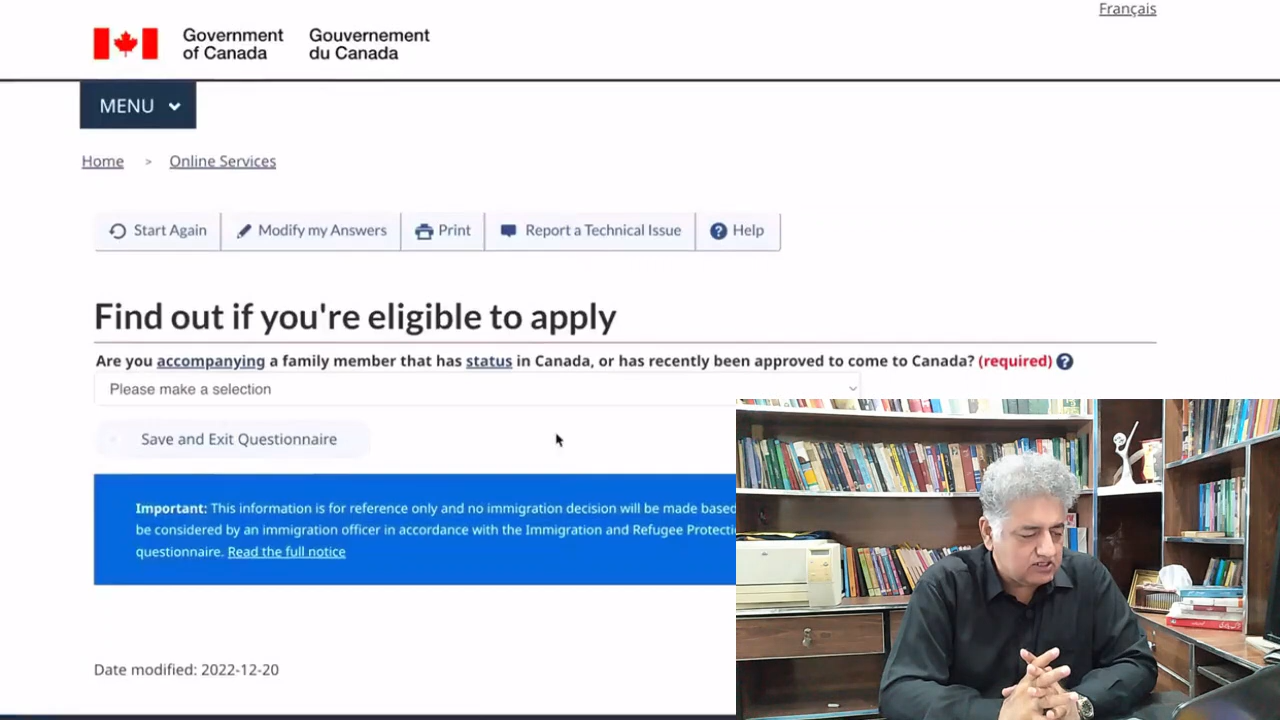 Français
Government of Canada
Gouvernement du Canada
MENU
Home > Online Services
Start Again
Modify my Answers
Print
Report a Technical Issue
Help
Find out if you're eligible to apply
Are you accompanying a family member that has status in Canada, or has recently been approved to come to Canada? (required)
Please make a selection
Save and Exit Questionnaire
Important: This information is for reference only and no immigration decision will be made based
be considered by an immigration officer in accordance with the Immigration and Refugee Protecti
questionnaire. Read the full notice
Date modified: 2022-12-20